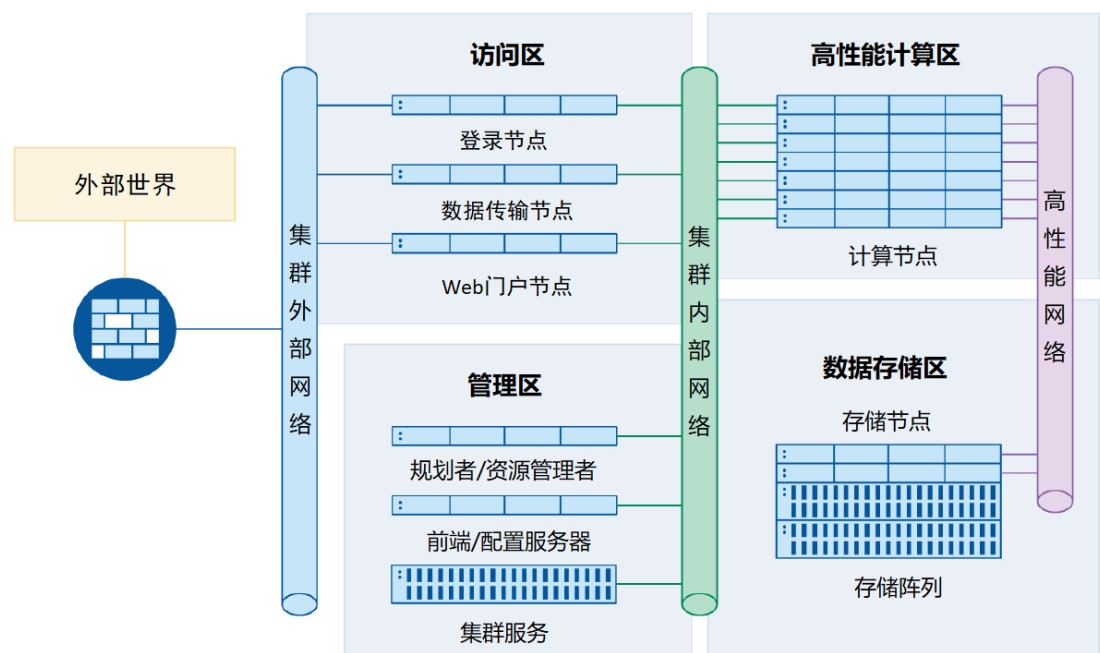 外部世界
集群外部网络
访问区
登录节点
数据传输节点
Web门户节点
管理区
规划者/资源管理者
前端/配置服务器
集群服务
集群内部网络
高性能计算区
计算节点
高性能网络
数据存储区
存储节点
存储阵列